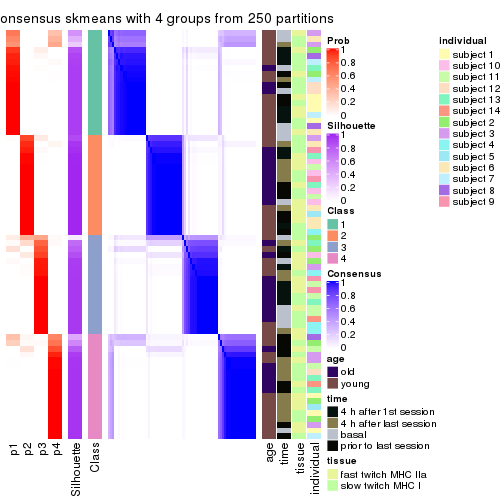 onsensus skmeans with 4 groups from 250 partitions
Prob
1
0.8
0.6
0.4
0.2
0
Silhouette
1
0.8
0.6
0.4
0.2
0
Class
1
2
3
4
Consensus
1
0.8
0.6
0.4
0.2
0
age
old
young
time
4 h after 1st session
4 h after last session
basal
prior to last session
tissue
fast twitch MHC IIa
slow twitch MHC I
individual
subject 1
subject 10
subject 11
subject 12
subject 13
subject 14
subject 2
subject 3
subject 4
subject 5
subject 6
subject 7
subject 8
subject 9
p1
p2
p3
p4
Silhouette
Class
age
time
tissue
individual